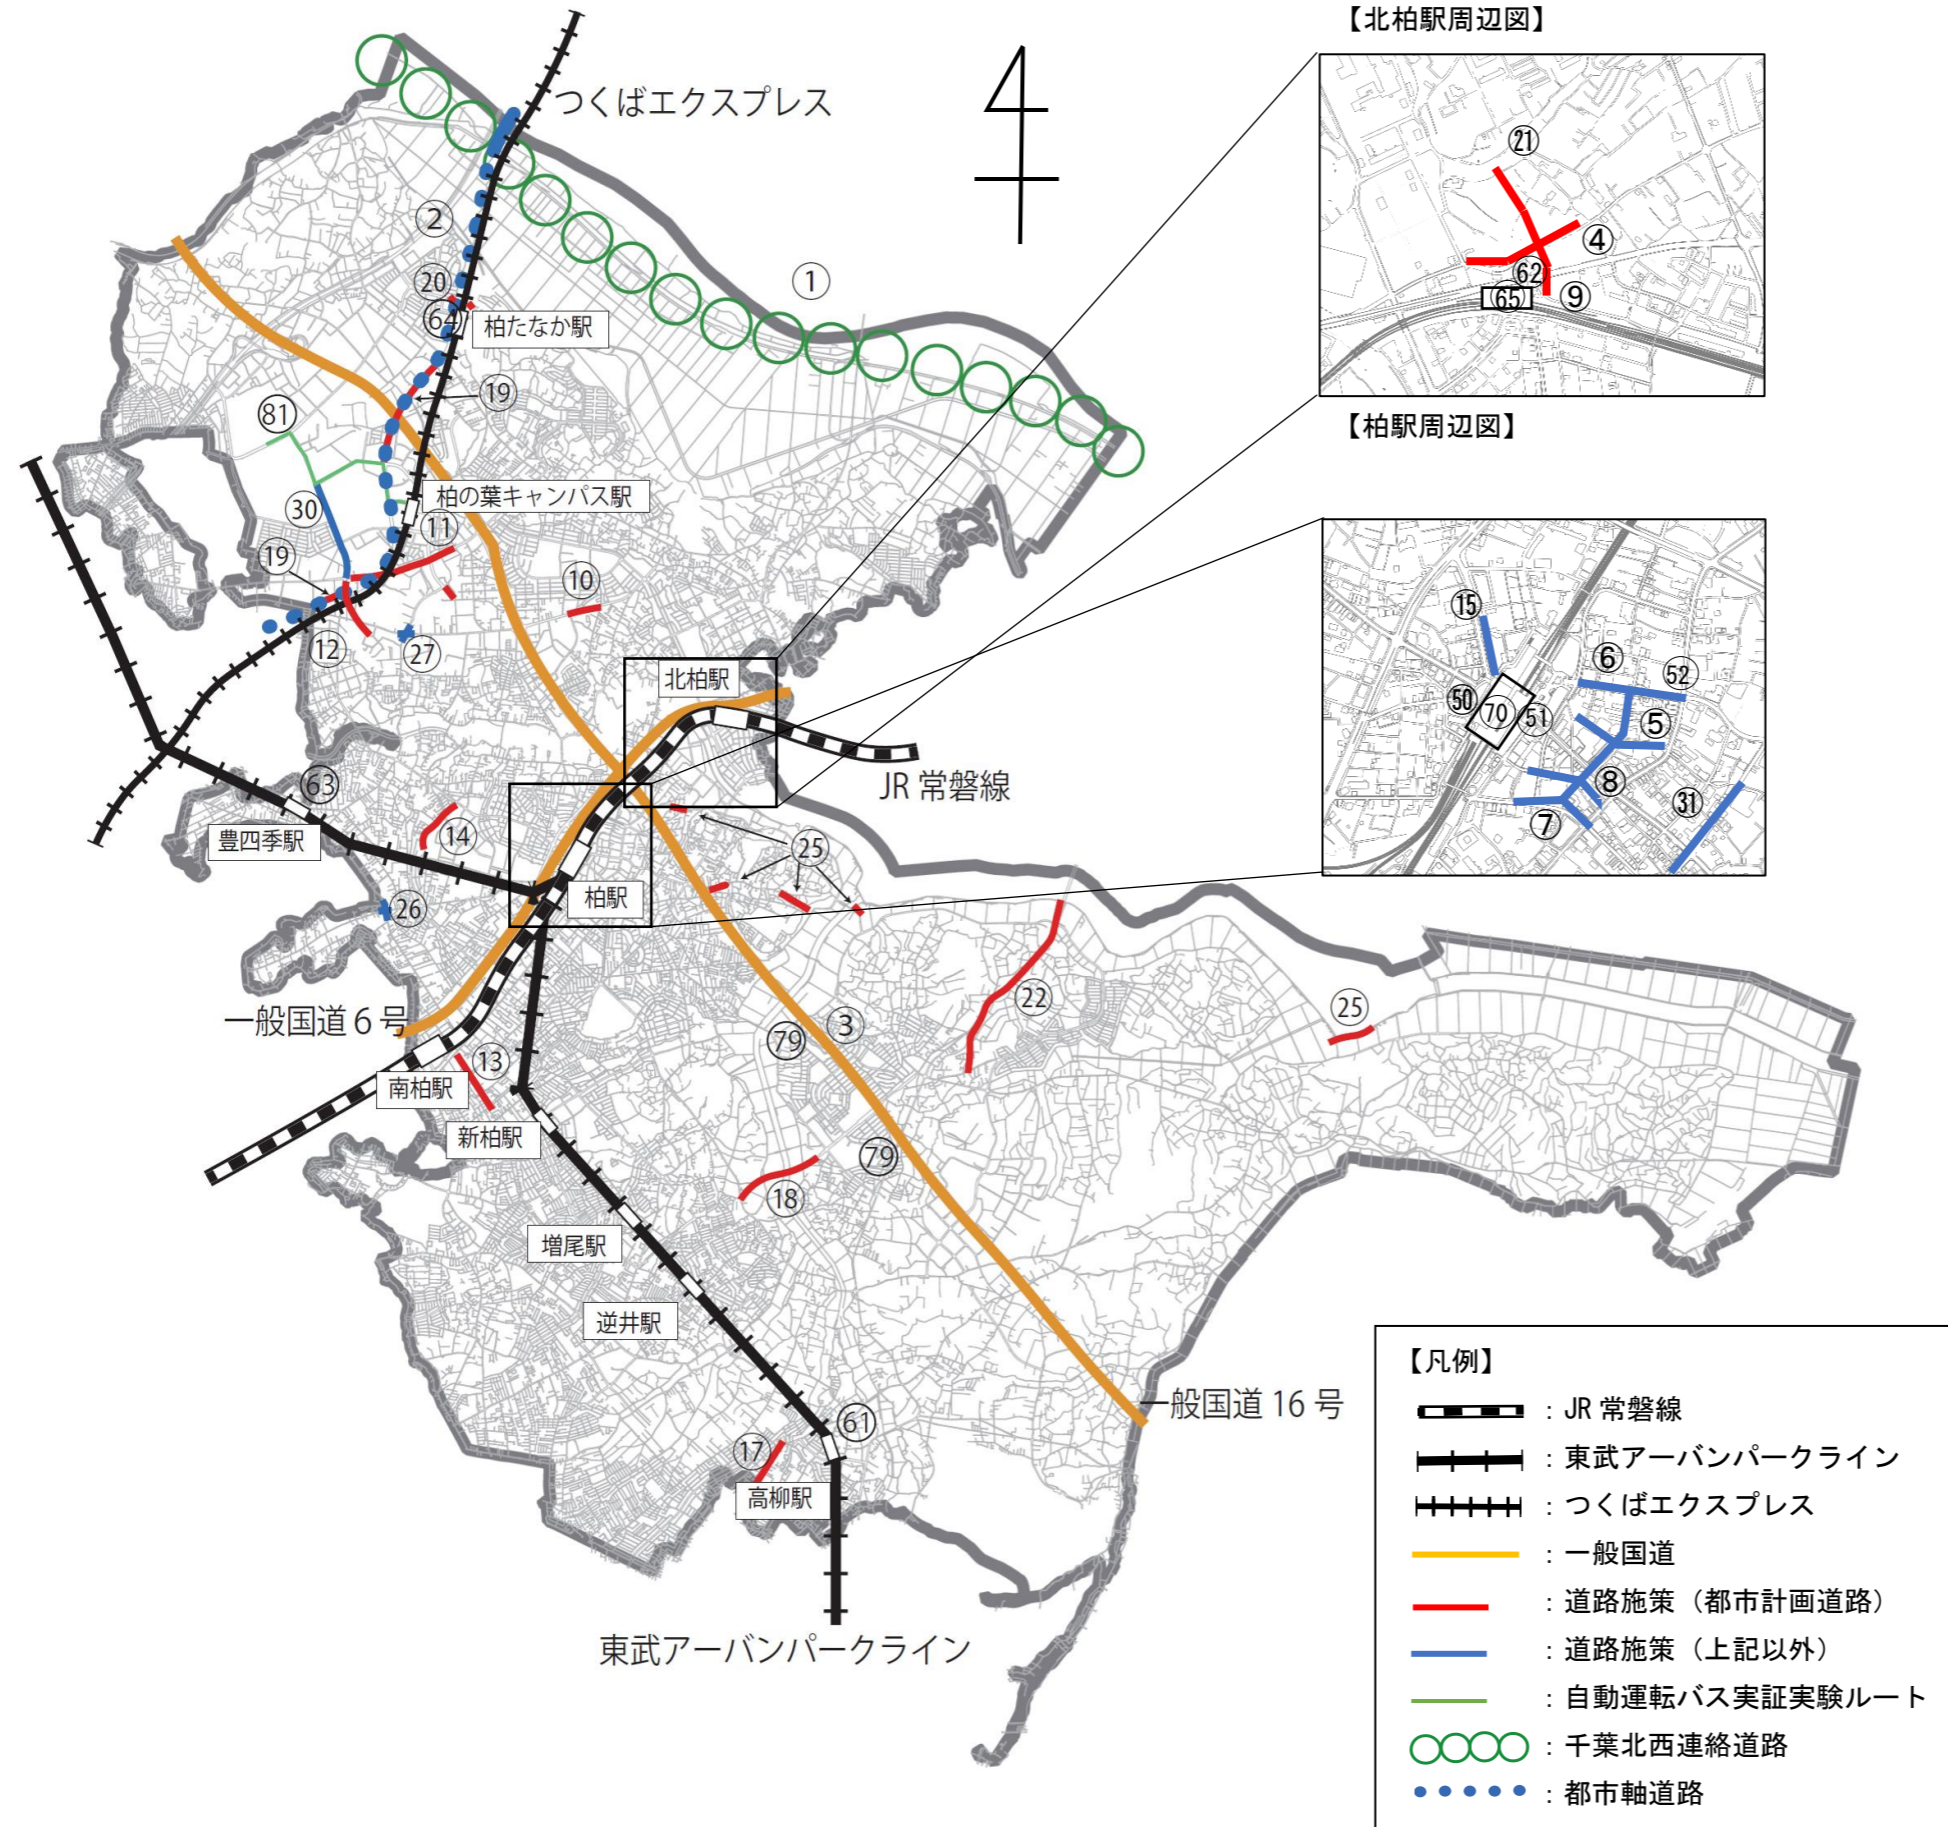 【北柏駅周辺図】
つくばエクスプレス
㉑
④
㉒
⑨
65
②
①
⑳
64
柏たなか駅
【柏駅周辺図】
⑲
81
柏の葉キャンパス駅
㉚
⑪
⑲
⑩
⑫
㉗
⑮
⑥
52
50
70
51
⑤
⑧
㉛
⑦
北柏駅
JR 常磐線
63
豊四季駅
⑭
㉕
柏駅
㉖
一般国道 6 号
㉒
㉕
③
79
⑬
南柏駅
新柏駅
79
⑱
増尾駅
逆井駅
一般国道 16 号
61
⑰
高柳駅
東武アーバンパークライン
【凡例】
：JR 常磐線
：東武アーバンパークライン
：つくばエクスプレス
：一般国道
：道路施策（都市計画道路）
：道路施策（上記以外）
：自動運転バス実証実験ルート
：千葉北西連絡道路
：都市軸道路